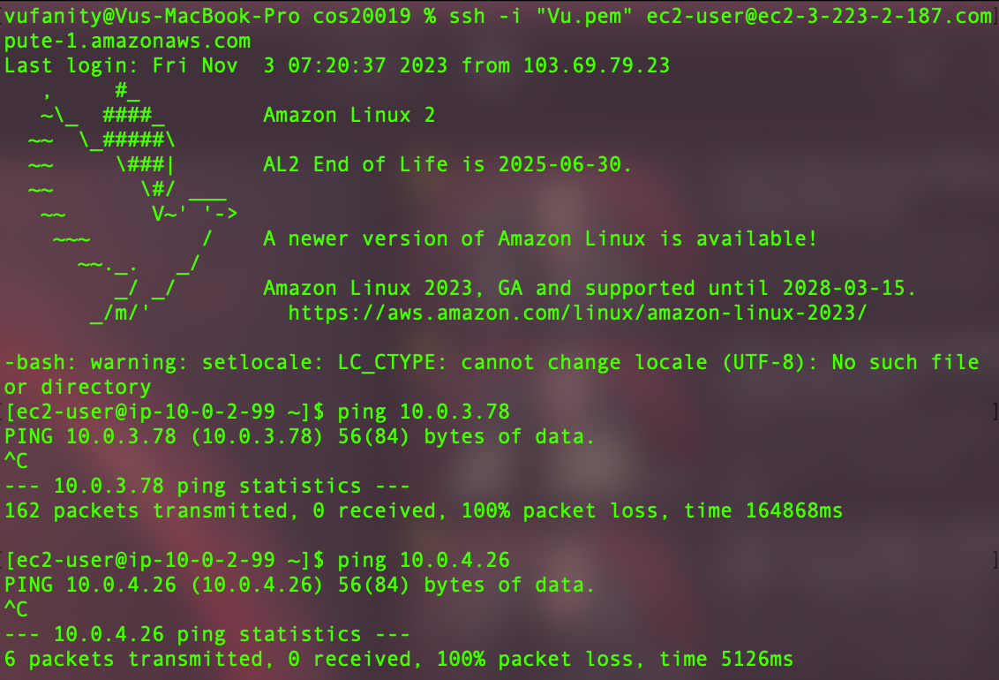 vufanity@Vus-MacBook-Pro cos20019 % ssh -i "Vu.pem" ec2-user@ec2-3-223-2-187.com
pute-1.amazonaws.com
Last login: Fri Nov  3 07:20:37 2023 from 103.69.79.23
   ,     #_
   ~\_  ####_        Amazon Linux 2
  ~~  \_#####\
  ~~     \###|       AL2 End of Life is 2025-06-30.
  ~~       \#/ ___
   ~~       V~' '->
    ~~~         /    A newer version of Amazon Linux is available!
      ~~._.   _/
         _/ _/       Amazon Linux 2023, GA and supported until 2028-03-15.
       _/m/'           https://aws.amazon.com/linux/amazon-linux-2023/

-bash: warning: setlocale: LC_CTYPE: cannot change locale (UTF-8): No such file
or directory
[ec2-user@ip-10-0-2-99 ~]$ ping 10.0.3.78
PING 10.0.3.78 (10.0.3.78) 56(84) bytes of data.
^C
--- 10.0.3.78 ping statistics ---
162 packets transmitted, 0 received, 100% packet loss, time 164868ms

[ec2-user@ip-10-0-2-99 ~]$ ping 10.0.4.26
PING 10.0.4.26 (10.0.4.26) 56(84) bytes of data.
^C
--- 10.0.4.26 ping statistics ---
6 packets transmitted, 0 received, 100% packet loss, time 5126ms